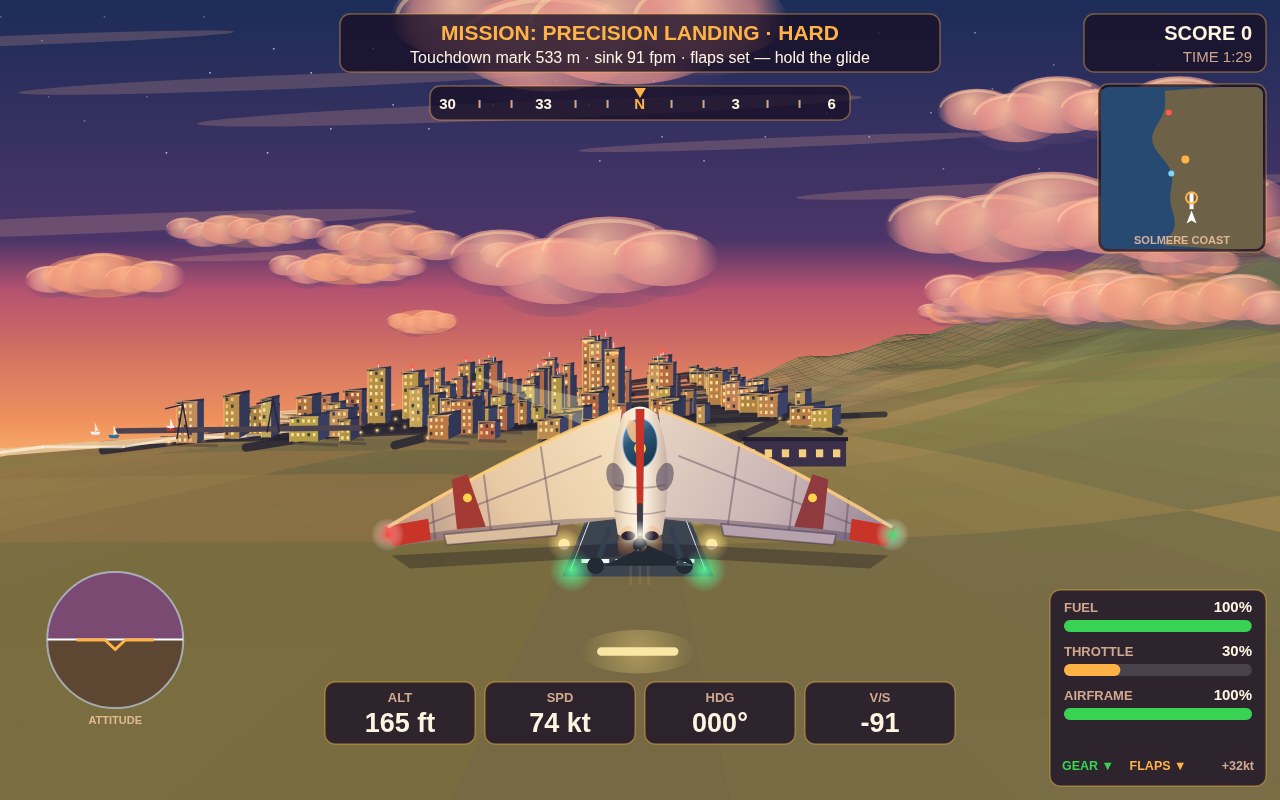 MISSION: PRECISION LANDING · HARD
Touchdown mark 533 m · sink 91 fpm · flaps set — hold the glide
SCORE 0
TIME 1:29
30 33 N 3 6
SOLMERE COAST
ATTITUDE
ALT
165 ft
SPD
74 kt
HDG
000°
V/S
-91
FUEL 100%
THROTTLE 30%
AIRFRAME 100%
GEAR ▼ FLAPS ▼ +32kt